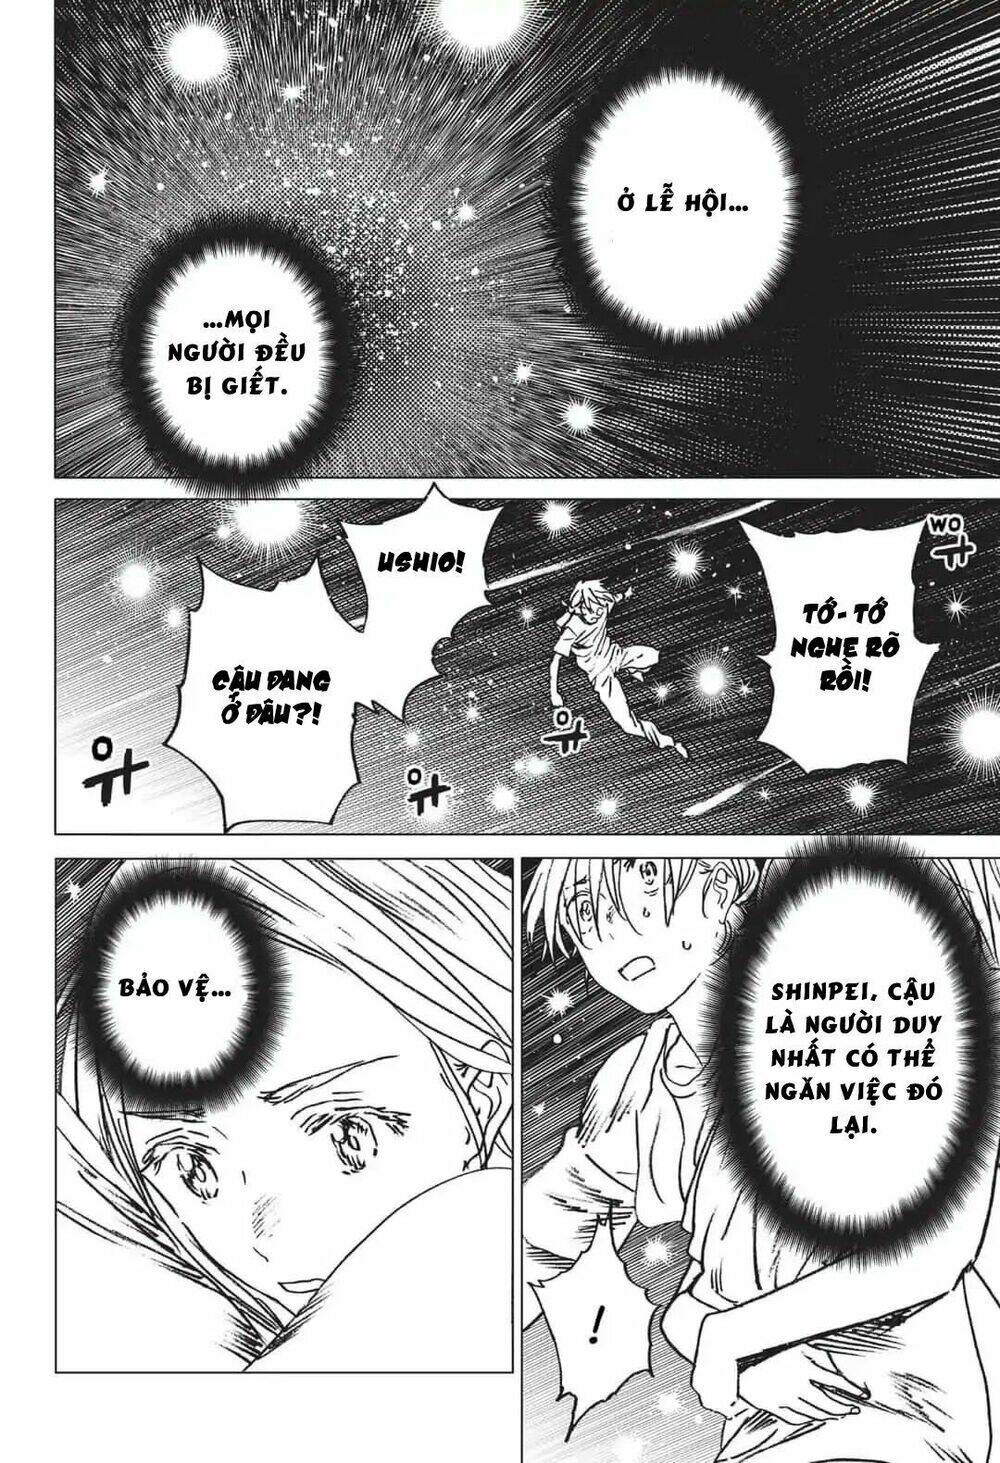 Ở LỄ HỘI...
...MỌI
NGƯỜI ĐỀU
BỊ GIẾT.
WO
TỚ- TỚ
NGHE RÕ
RỒI!
USHIO!
CẬU ĐANG
Ở ĐÂU?!
SHINPEI, CẬU
LÀ NGƯỜI DUY
NHẤT CÓ THỂ
NGĂN VIỆC ĐÓ
LẠI.
!
BẢO VỆ...